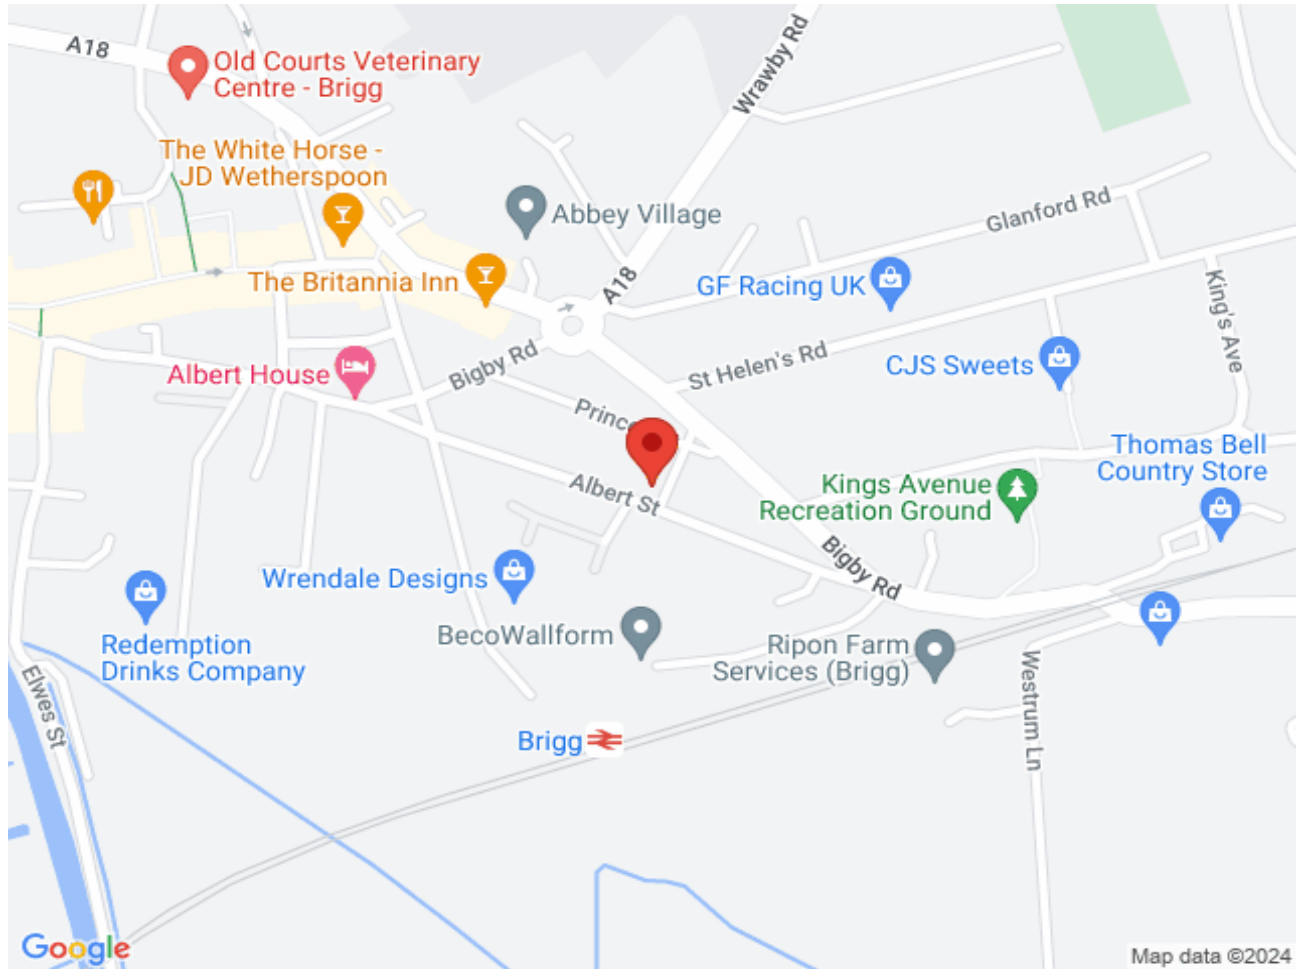 A18
Old Courts Veterinary
Centre - Brigg
Wrawby Rd
The White Horse -
JD Wetherspoon
Abbey Village
Glanford Rd
The Britannia Inn
A18
GF Racing UK
King's Ave
Bigby Rd
St Helen's Rd
CJS Sweets
Albert House
Thomas Bell
Country Store
Albert St
Kings Avenue
Recreation Ground
Bigby Rd
Wrendale Designs
BecoWallform
Ripon Farm
Services (Brigg)
Redemption
Drinks Company
Elwes St
Westrum Ln
Brigg
Google
Map data ©2024